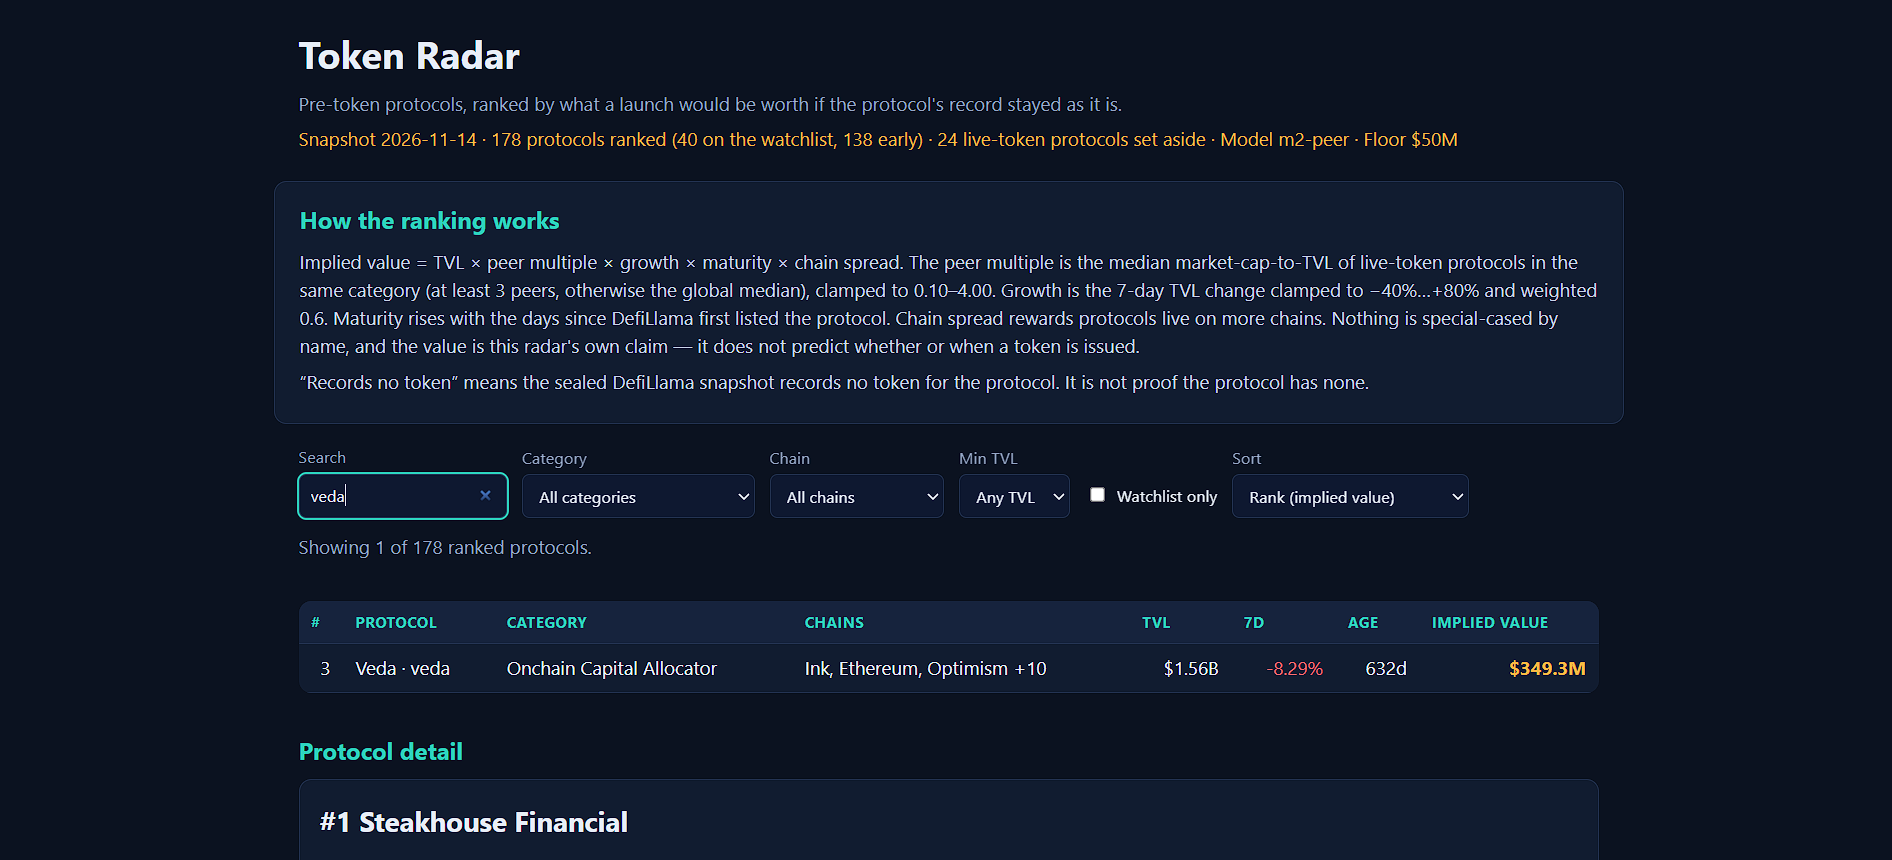 Token Radar
Pre-token protocols, ranked by what a launch would be worth if the protocol's record stayed as it is.
Snapshot 2026-11-14 · 178 protocols ranked (40 on the watchlist, 138 early) · 24 live-token protocols set aside · Model m2-peer · Floor $50M
How the ranking works
Implied value = TVL × peer multiple × growth × maturity × chain spread. The peer multiple is the median market-cap-to-TVL of live-token protocols in the
same category (at least 3 peers, otherwise the global median), clamped to 0.10–4.00. Growth is the 7-day TVL change clamped to −40%…+80% and weighted
0.6. Maturity rises with the days since DefiLlama first listed the protocol. Chain spread rewards protocols live on more chains. Nothing is special-cased by
name, and the value is this radar's own claim — it does not predict whether or when a token is issued.
“Records no token” means the sealed DefiLlama snapshot records no token for the protocol. It is not proof the protocol has none.
Search Category Chain Min TVL Sort
veda × All categories All chains Any TVL Watchlist only Rank (implied value)
Showing 1 of 178 ranked protocols.
# PROTOCOL CATEGORY CHAINS TVL 7D AGE IMPLIED VALUE
3 Veda · veda Onchain Capital Allocator Ink, Ethereum, Optimism +10 $1.56B -8.29% 632d $349.3M
Protocol detail
#1 Steakhouse Financial